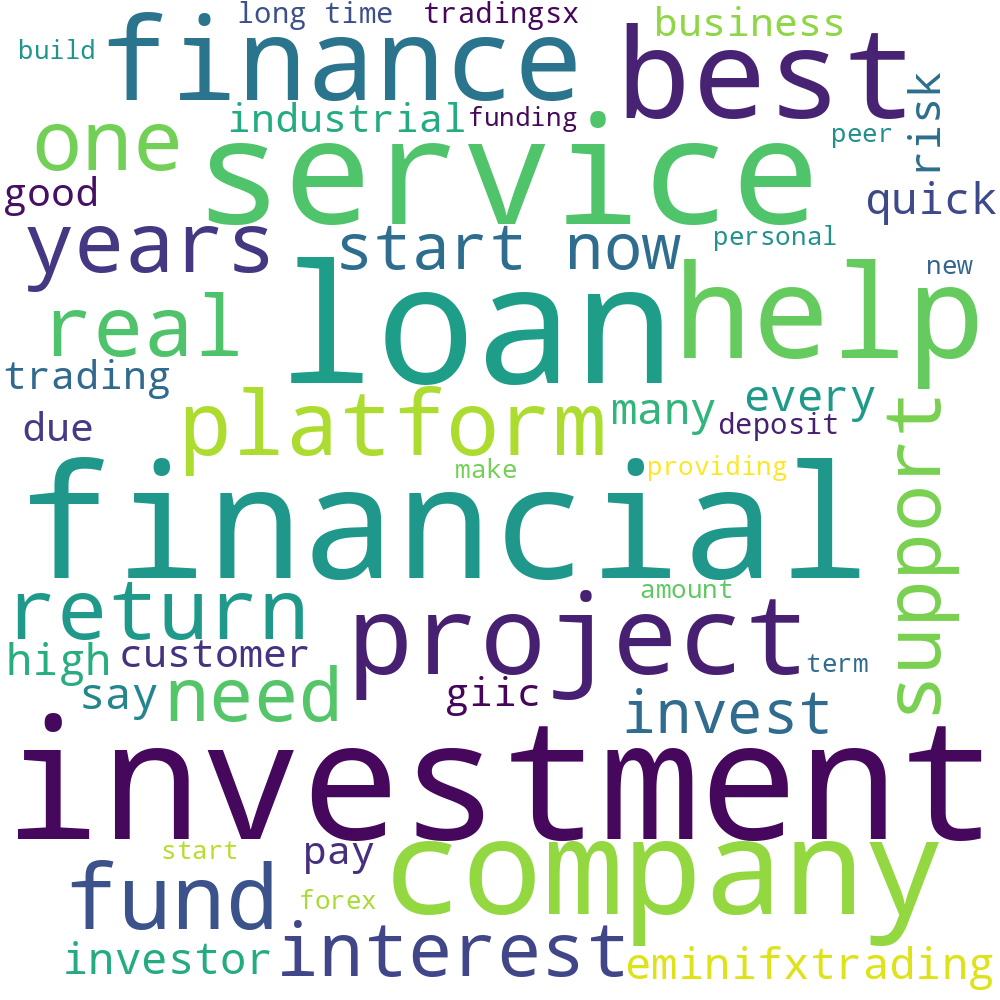 long time tradingsx business
build finance best
one industrial funding peer risk
good service quick
years start now personal
real loan help new
trading platform many every
due deposit support
make providing
financial
return amount
high customer project term
say need giic invest
investment
start pay company
fund forex
investor interest eminifxtrading